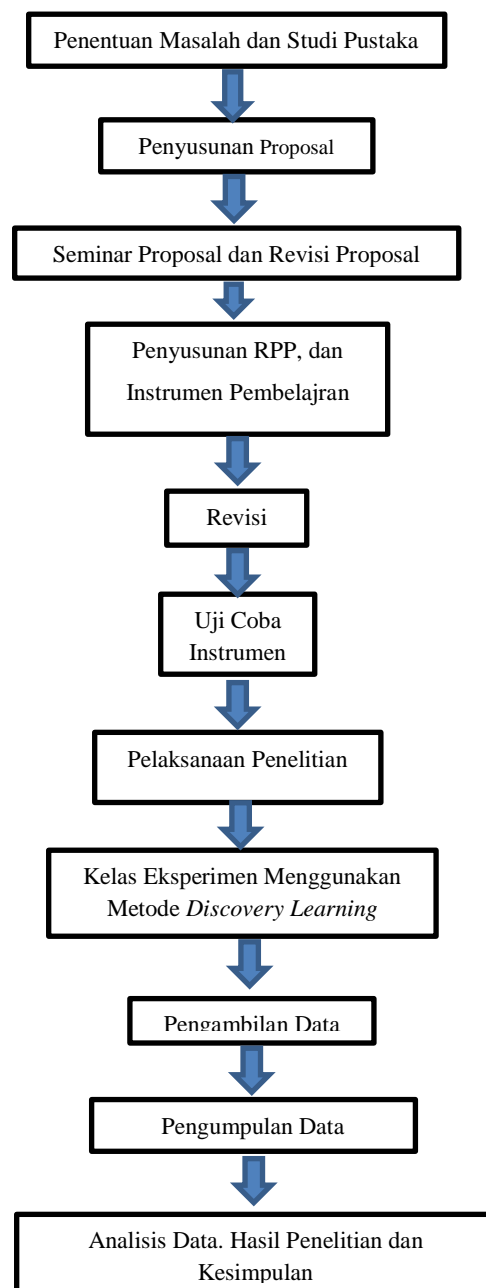 Penentuan Masalah dan Studi Pustaka
Penyusunan Proposal
Seminar Proposal dan Revisi Proposal
Penyusunan RPP, dan
Instrumen Pembelajran
Revisi
Uji Coba
Instrumen
Pelaksanaan Penelitian
Kelas Eksperimen Menggunakan
Metode Discovery Learning
Pengambilan Data
Pengumpulan Data
Analisis Data. Hasil Penelitian dan
Kesimpulan